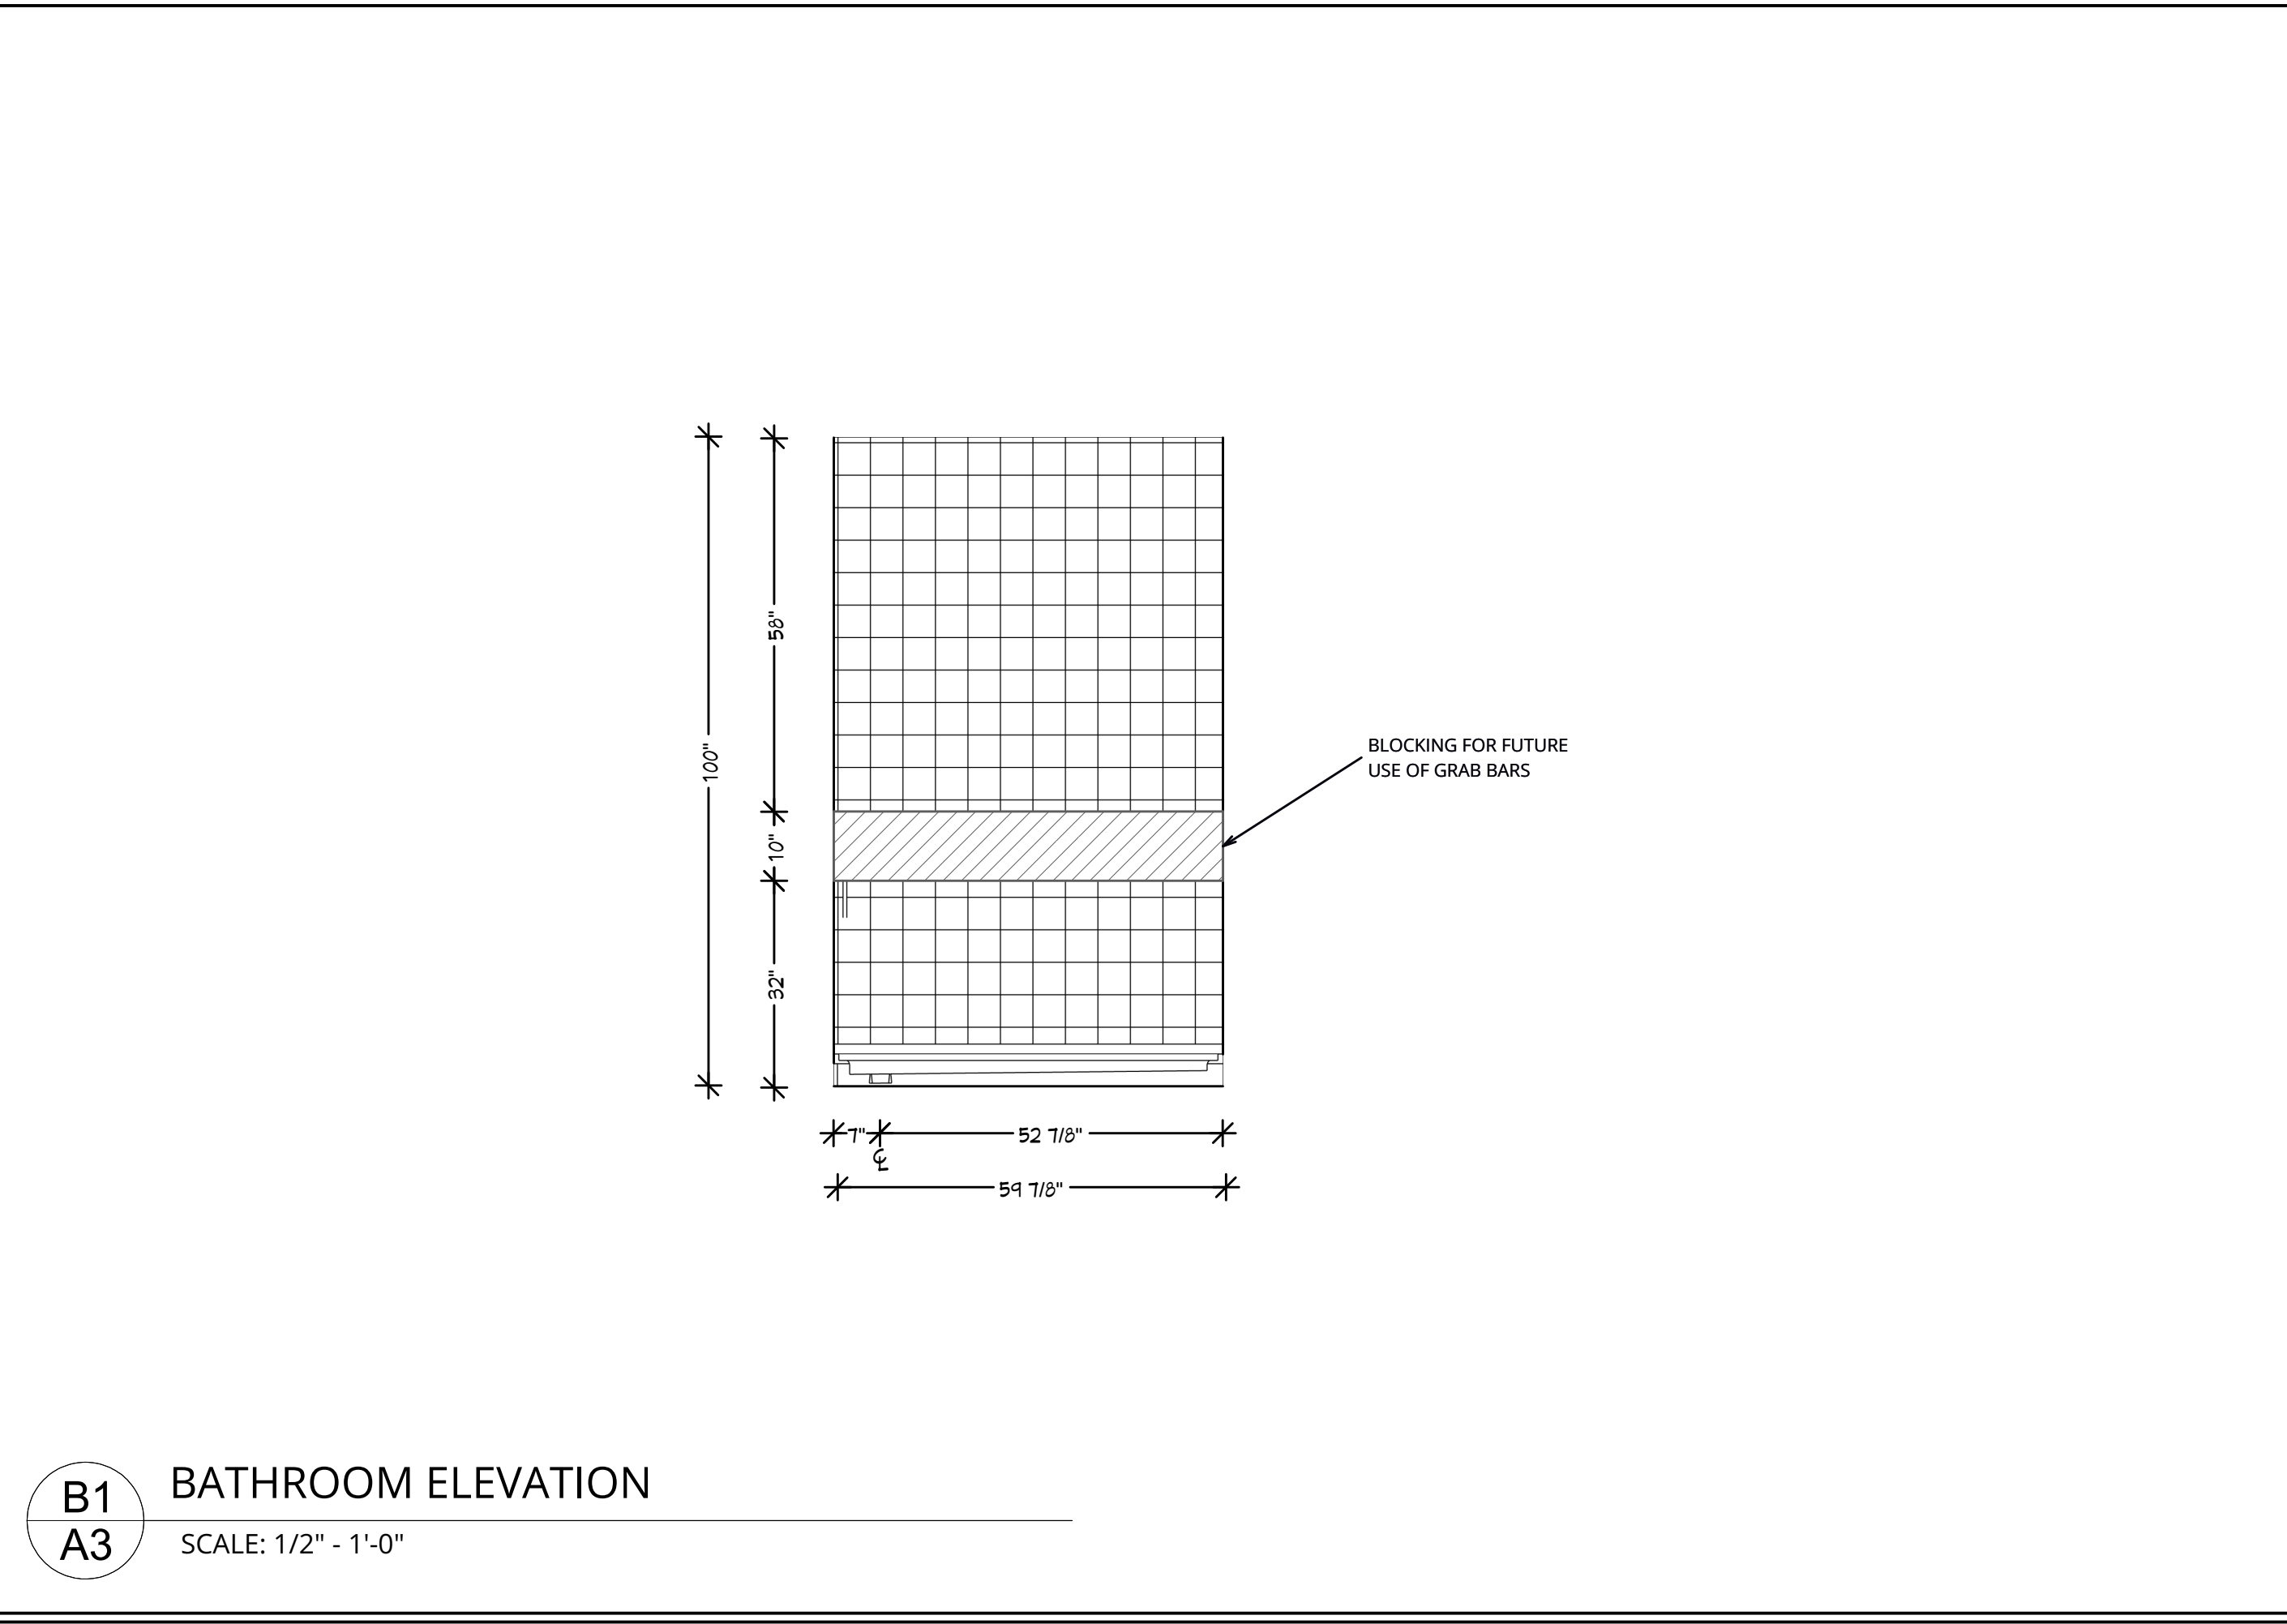 58"
100"
BLOCKING FOR FUTURE
USE OF GRAB BARS
10"
32"
7"
52 7/8"
℄
59 7/8"
B1
BATHROOM ELEVATION
A3
SCALE: 1/2" - 1'-0"